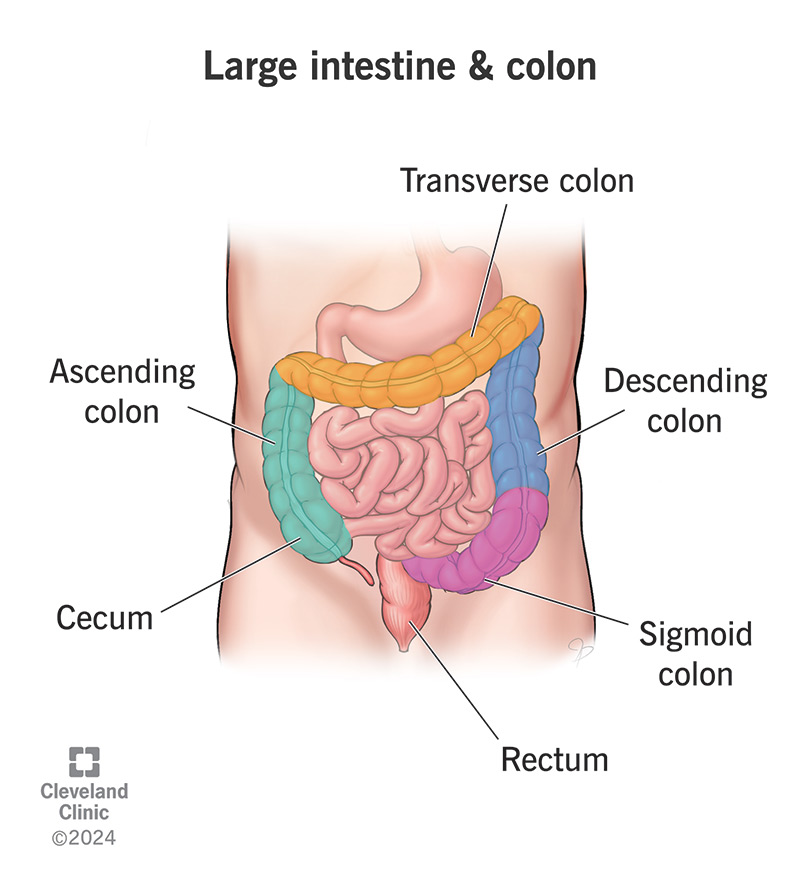 Large intestine & colon
Transverse colon
Ascending
colon
Descending
colon
Cecum
Sigmoid
colon
Rectum
Cleveland
Clinic
©2024